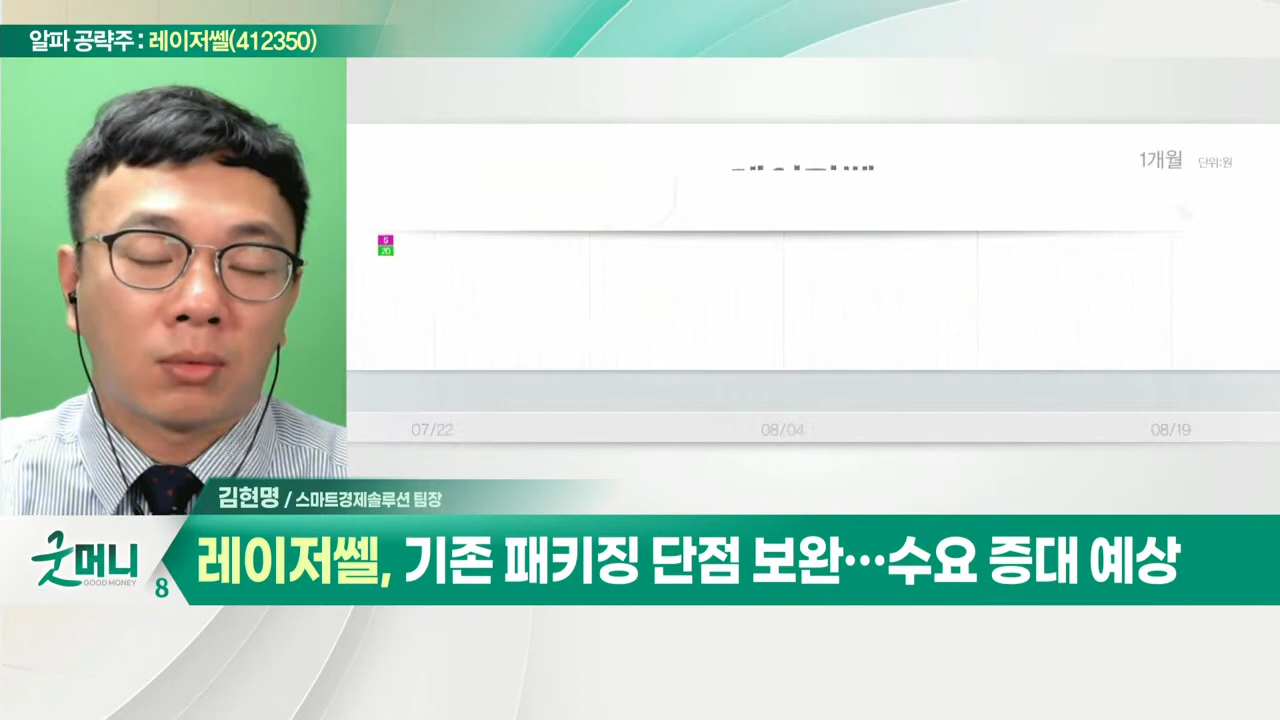 알파 공략주 : 레이저쎌(412350)
1개월 단위:원
5
20
07/22 08/04 08/19
김현명 / 스마트경제솔루션 팀장
굿머니
GOOD MONEY
8
레이저쎌, 기존 패키징 단점 보완…수요 증대 예상